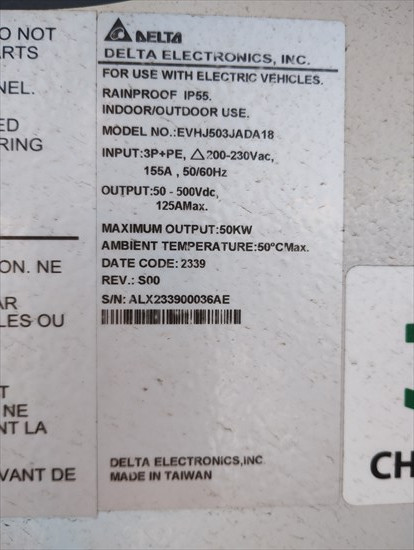 O NOT
ARTS
NEL.
ED
RING
ON. NE
AR
LES OU
T
NE
NT LA
AVANT DE
DELTA
DELTA ELECTRONICS, INC.
FOR USE WITH ELECTRIC VEHICLES.
RAINPROOF IP55.
INDOOR/OUTDOOR USE.
MODEL NO.:EVHJ503JADA18
INPUT:3P+PE, △200-230Vac,
155A , 50/60Hz
OUTPUT:50 - 500Vdc,
125AMax.
MAXIMUM OUTPUT:50KW
AMBIENT TEMPERATURE:50°CMax.
DATE CODE: 2339
REV.: S00
S/N: ALX233900036AE
DELTA ELECTRONICS,INC
MADE IN TAIWAN
CH